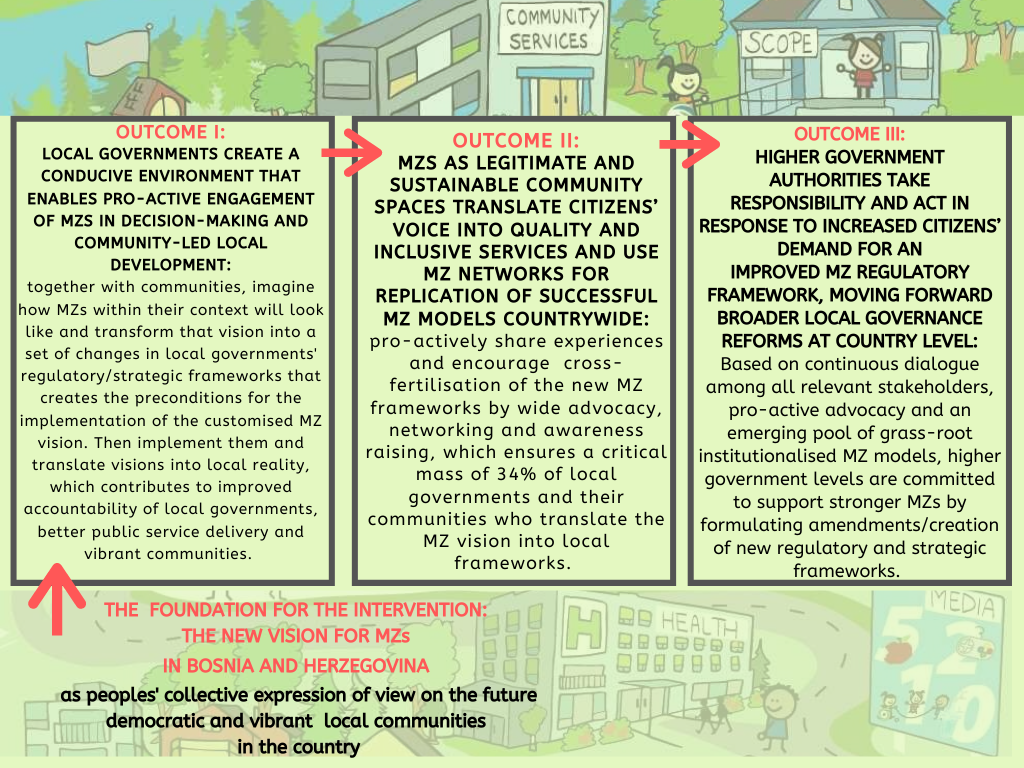 COMMUNITY
SERVICES
SCOPE
OUTCOME I:
LOCAL GOVERNMENTS CREATE A
CONDUCIVE ENVIRONMENT THAT
ENABLES PRO-ACTIVE ENGAGEMENT
OF MZS IN DECISION-MAKING AND
COMMUNITY-LED LOCAL
DEVELOPMENT:
together with communities, imagine
how MZs within their context will look
like and transform that vision into a
set of changes in local governments'
regulatory/strategic frameworks that
creates the preconditions for the
implementation of the customised MZ
vision. Then implement them and
translate visions into local reality,
which contributes to improved
accountability of local governments,
better public service delivery and
vibrant communities.
OUTCOME II:
MZS AS LEGITIMATE AND
SUSTAINABLE COMMUNITY
SPACES TRANSLATE CITIZENS’
VOICE INTO QUALITY AND
INCLUSIVE SERVICES AND USE
MZ NETWORKS FOR
REPLICATION OF SUCCESSFUL
MZ MODELS COUNTRYWIDE:
pro-actively share experiences
and encourage cross-
fertilisation of the new MZ
frameworks by wide advocacy,
networking and awareness
raising, which ensures a critical
mass of 34% of local
governments and their
communities who translate the
MZ vision into local
frameworks.
OUTCOME III:
HIGHER GOVERNMENT
AUTHORITIES TAKE
RESPONSIBILITY AND ACT IN
RESPONSE TO INCREASED CITIZENS’
DEMAND FOR AN
IMPROVED MZ REGULATORY
FRAMEWORK, MOVING FORWARD
BROADER LOCAL GOVERNANCE
REFORMS AT COUNTRY LEVEL:
Based on continuous dialogue
among all relevant stakeholders,
pro-active advocacy and an
emerging pool of grass-root
institutionalised MZ models, higher
government levels are committed
to support stronger MZs by
formulating amendments/creation
of new regulatory and strategic
frameworks.
THE FOUNDATION FOR THE INTERVENTION:
THE NEW VISION FOR MZs
IN BOSNIA AND HERZEGOVINA
as peoples' collective expression of view on the future
democratic and vibrant local communities
in the country
H HEALTH
MEDIA
5 2
1 0